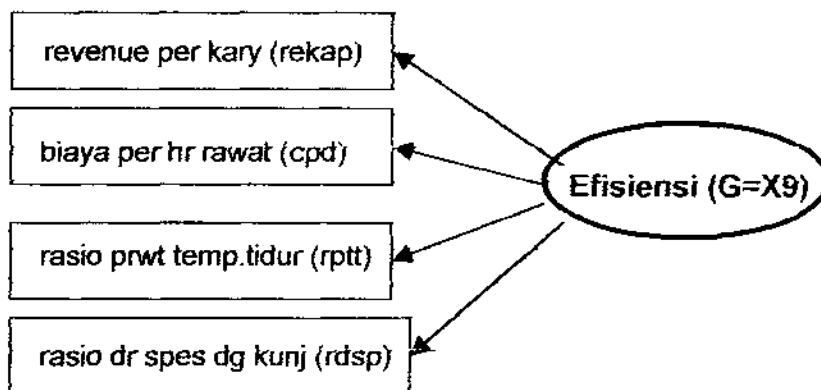 revenue per kary (rekap)
biaya per hr rawat (cpd)
Efisiensi (G=X9)
rasio prwt temp.tidur (rptt)
rasio dr spes dg kunj (rdsp)